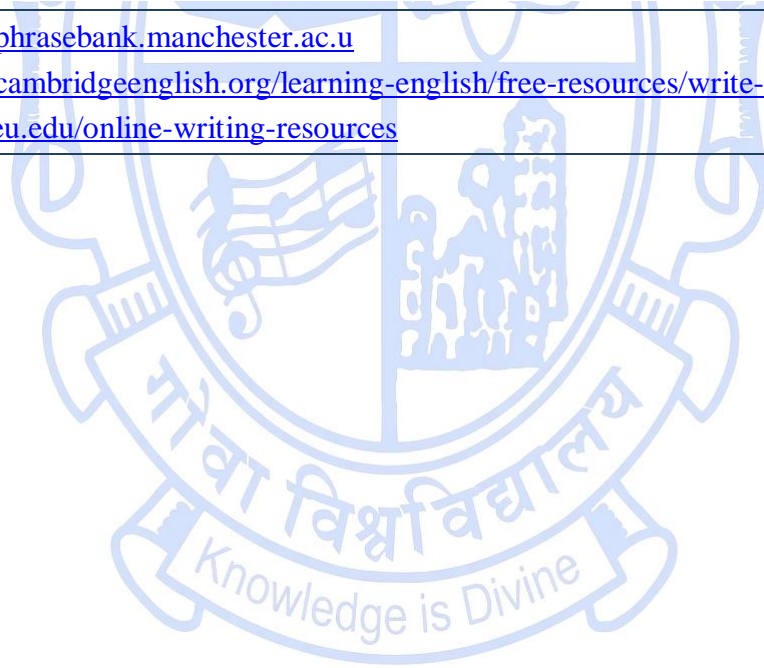 phrasebank.manchester.ac.u
cambridgeenglish.org/learning-english/free-resources/write-
eu.edu/online-writing-resources
गोंवा विश्वविद्यालय
Knowledge is Divine